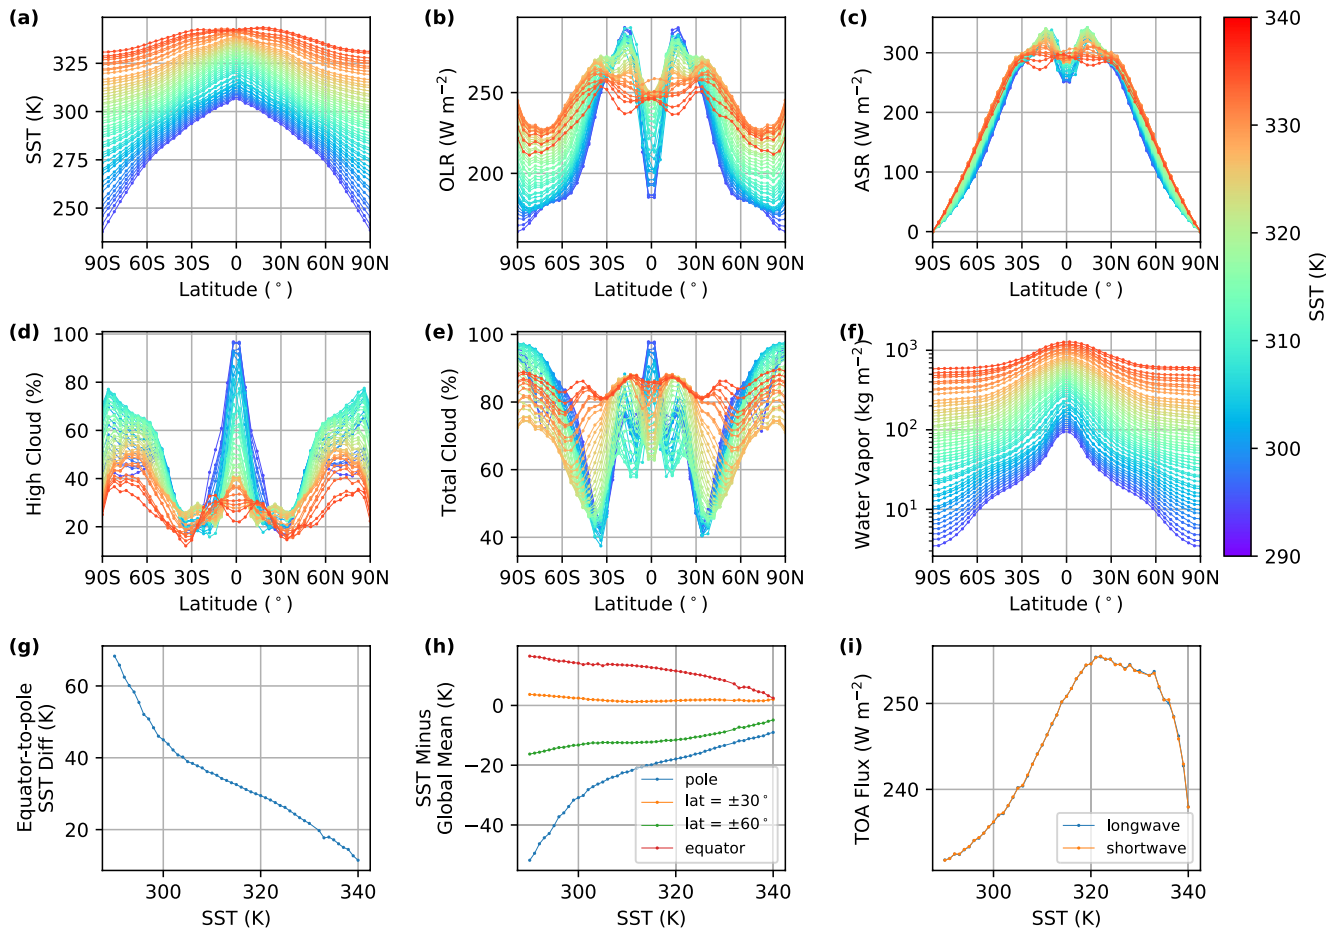 (a)
SST (K)
325
300
275
250
90S 60S 30S 0 30N 60N 90N
Latitude (°)
(b)
OLR (W m⁻²)
250
200
90S 60S 30S 0 30N 60N 90N
Latitude (°)
(c)
ASR (W m⁻²)
300
200
100
0
90S 60S 30S 0 30N 60N 90N
Latitude (°)
340
330
320
310
300
290
SST (K)
(d)
High Cloud (%)
100
80
60
40
20
90S 60S 30S 0 30N 60N 90N
Latitude (°)
(e)
Total Cloud (%)
100
80
60
40
90S 60S 30S 0 30N 60N 90N
Latitude (°)
(f)
Water Vapor (kg m⁻²)
10³
10²
10¹
90S 60S 30S 0 30N 60N 90N
Latitude (°)
(g)
Equator-to-pole
SST Diff (K)
60
40
20
300 320 340
SST (K)
(h)
SST Minus
Global Mean (K)
0
−20
−40
pole
lat = ±30°
lat = ±60°
equator
300 320 340
SST (K)
(i)
TOA Flux (W m⁻²)
250
240
longwave
shortwave
300 320 340
SST (K)